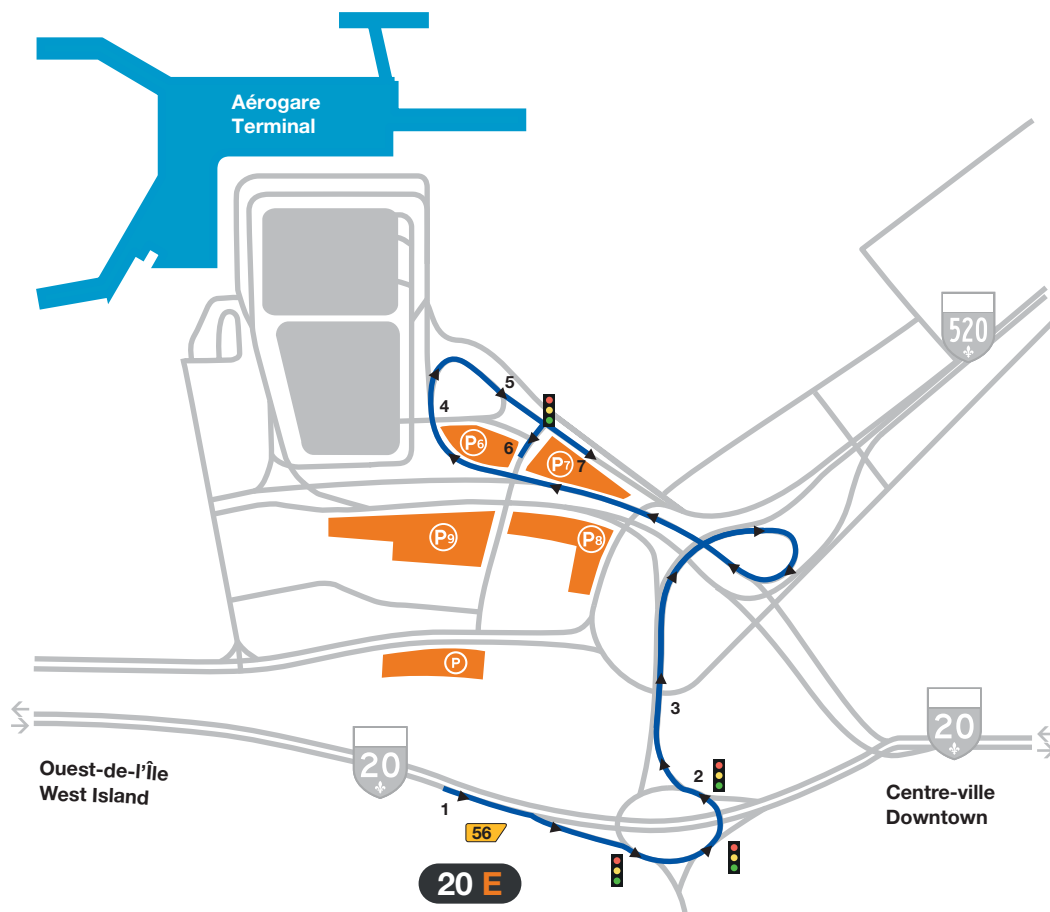 Aérogare
Terminal
520
5
4
P6
6
P7
7
P9
P8
P
3
20
20
Ouest-de-l'Île
West Island
2
Centre-ville
Downtown
1
56
20 E